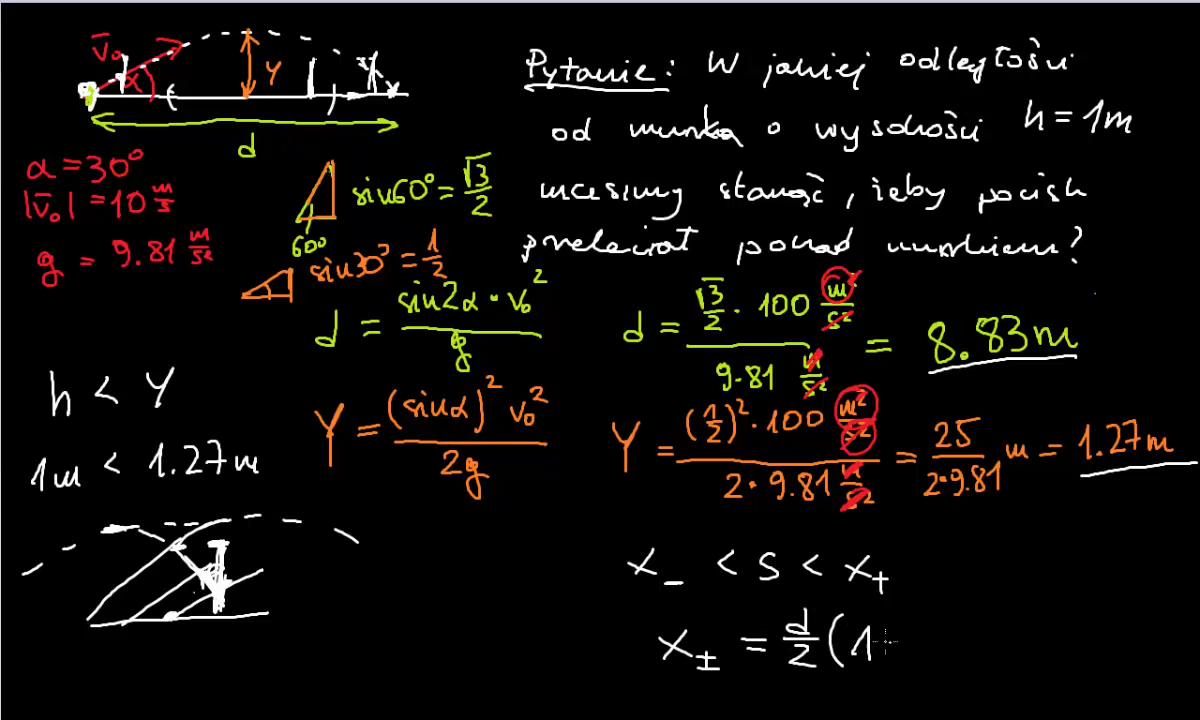 v̄₀
α
Y
d
α = 30°
|v̄₀| = 10 m/s
g = 9.81 m/s²
Pytanie: W jakiej odległości
od murka o wysokości h = 1m
musimy stanąć, żeby pocisk
przeleciał ponad murkiem?
60°
sin60° = √3/2
sin30° = 1/2
d = sin2α · v₀² / g
d = (√3/2 · 100 m²/s²) / (9.81 m/s²) = 8.83m
h < Y
1m < 1.27m
Y = (sinα)² v₀² / 2g
Y = ((1/2)² · 100 m²/s²) / (2 · 9.81 m/s²) = 25/(2·9.81) m = 1.27m
x₋ < s < x₊
x± = d/2 (1